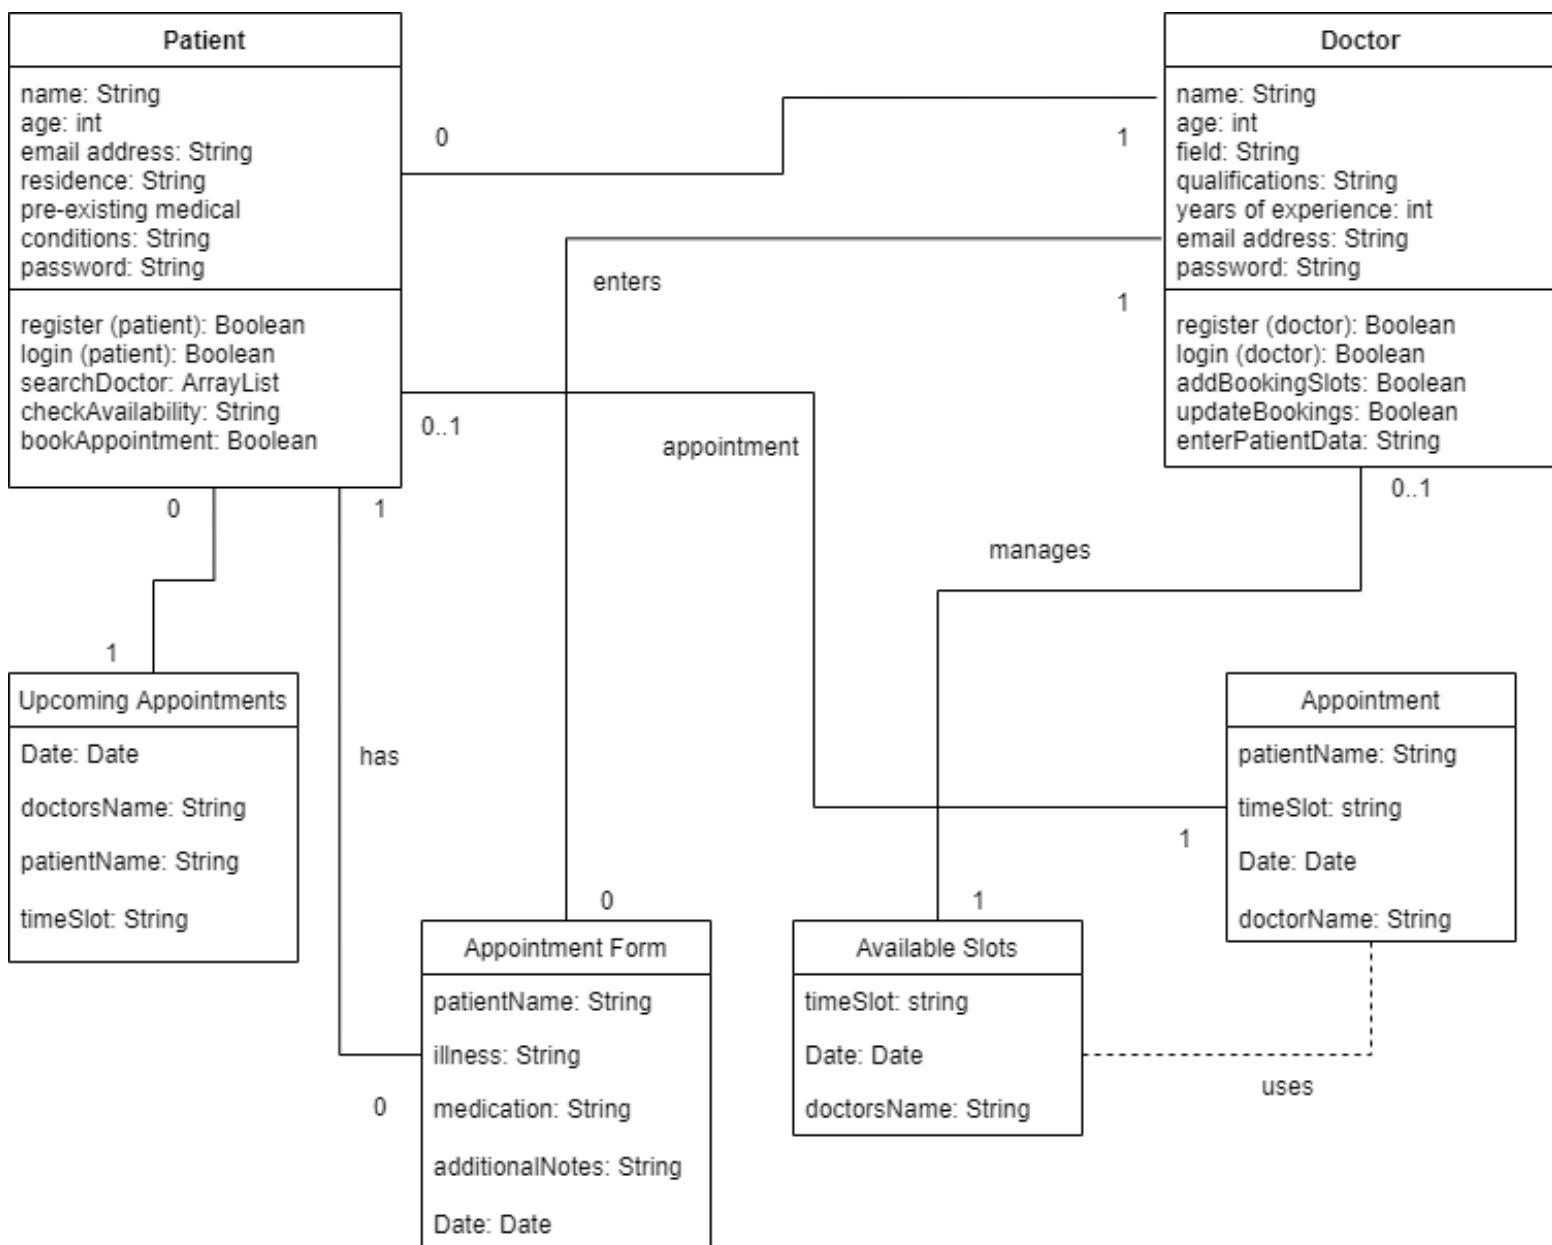 Patient
name: String
age: int
email address: String
residence: String
pre-existing medical
conditions: String
password: String
register (patient): Boolean
login (patient): Boolean
searchDoctor: ArrayList
checkAvailability: String
bookAppointment: Boolean
Doctor
name: String
age: int
field: String
qualifications: String
years of experience: int
email address: String
password: String
register (doctor): Boolean
login (doctor): Boolean
addBookingSlots: Boolean
updateBookings: Boolean
enterPatientData: String
0
1
enters
1
0..1
appointment
0..1
manages
0
1
1
has
0
0
1
1
uses
Upcoming Appointments
Date: Date
doctorsName: String
patientName: String
timeSlot: String
Appointment Form
patientName: String
illness: String
medication: String
additionalNotes: String
Date: Date
Available Slots
timeSlot: string
Date: Date
doctorsName: String
Appointment
patientName: String
timeSlot: string
Date: Date
doctorName: String